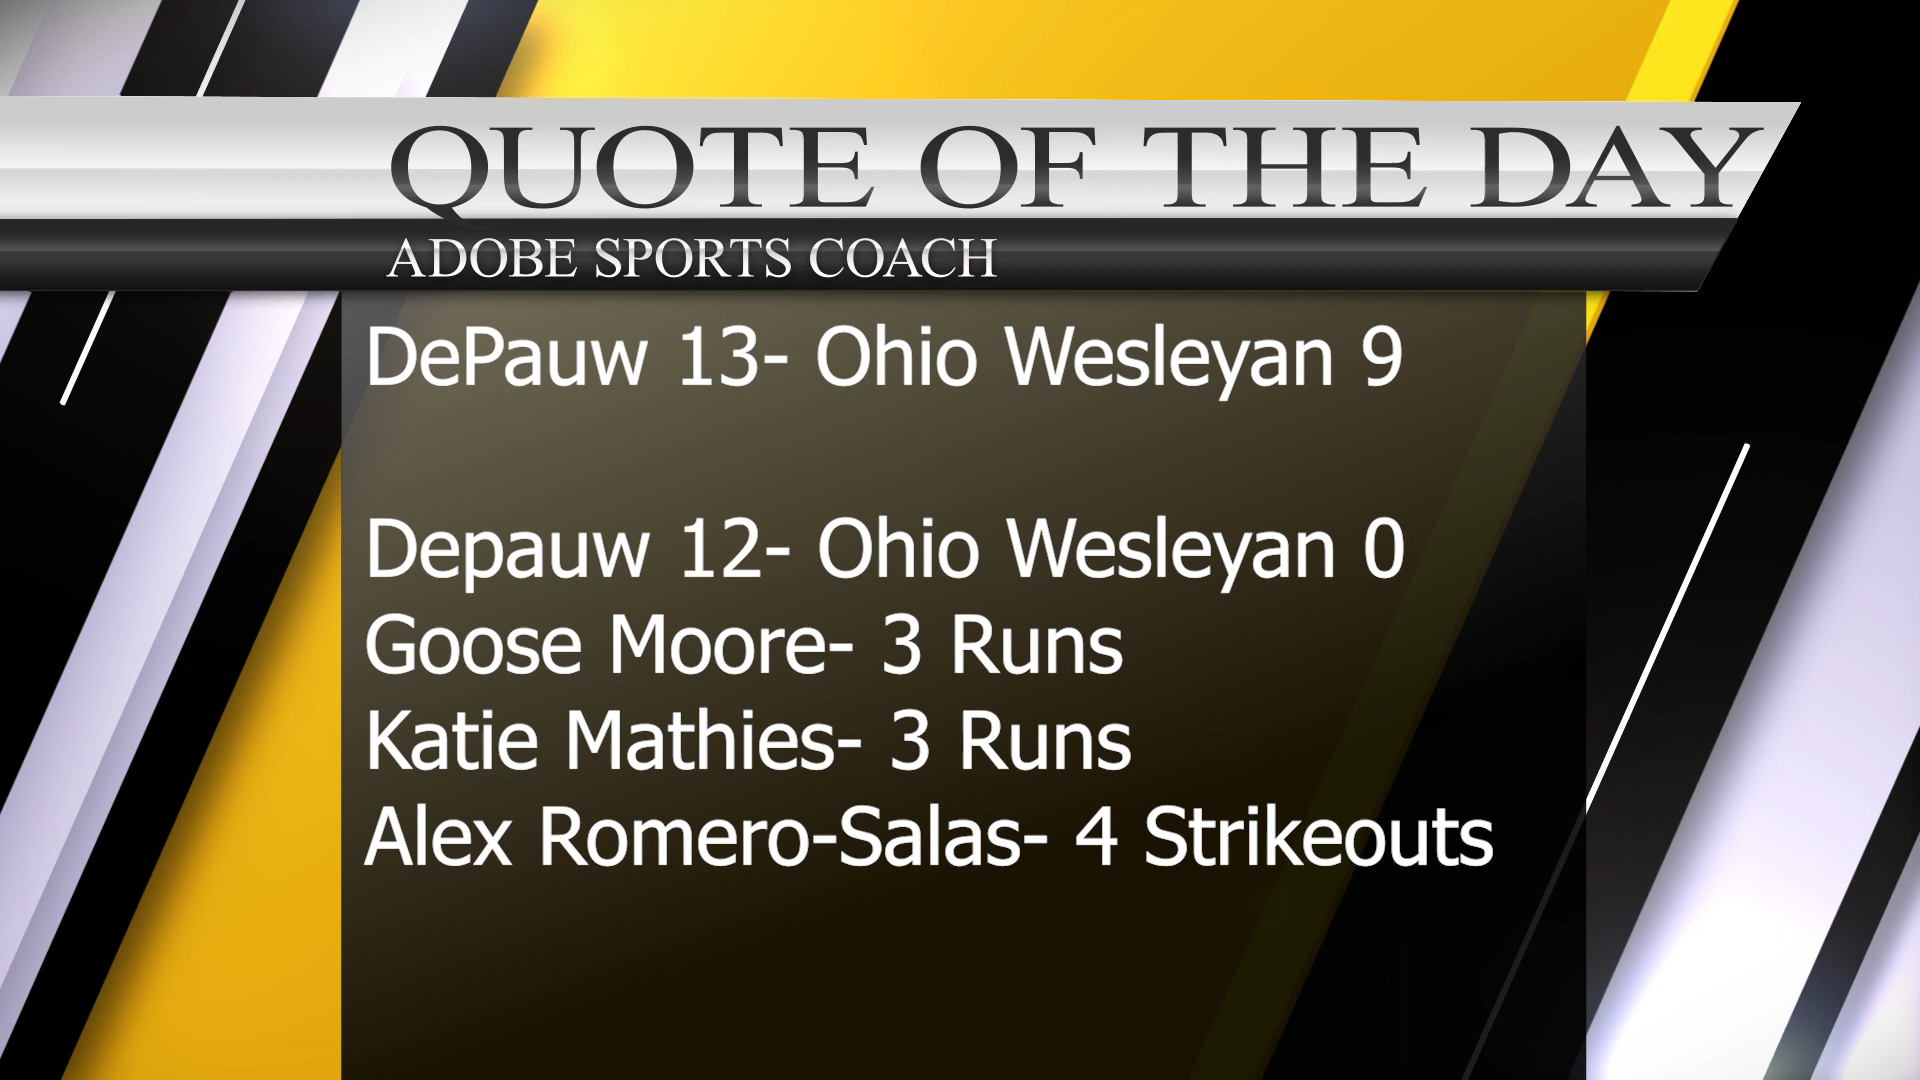 QUOTE OF THE DAY
ADOBE SPORTS COACH
DePauw 13- Ohio Wesleyan 9
Depauw 12- Ohio Wesleyan 0
Goose Moore- 3 Runs
Katie Mathies- 3 Runs
Alex Romero-Salas- 4 Strikeouts